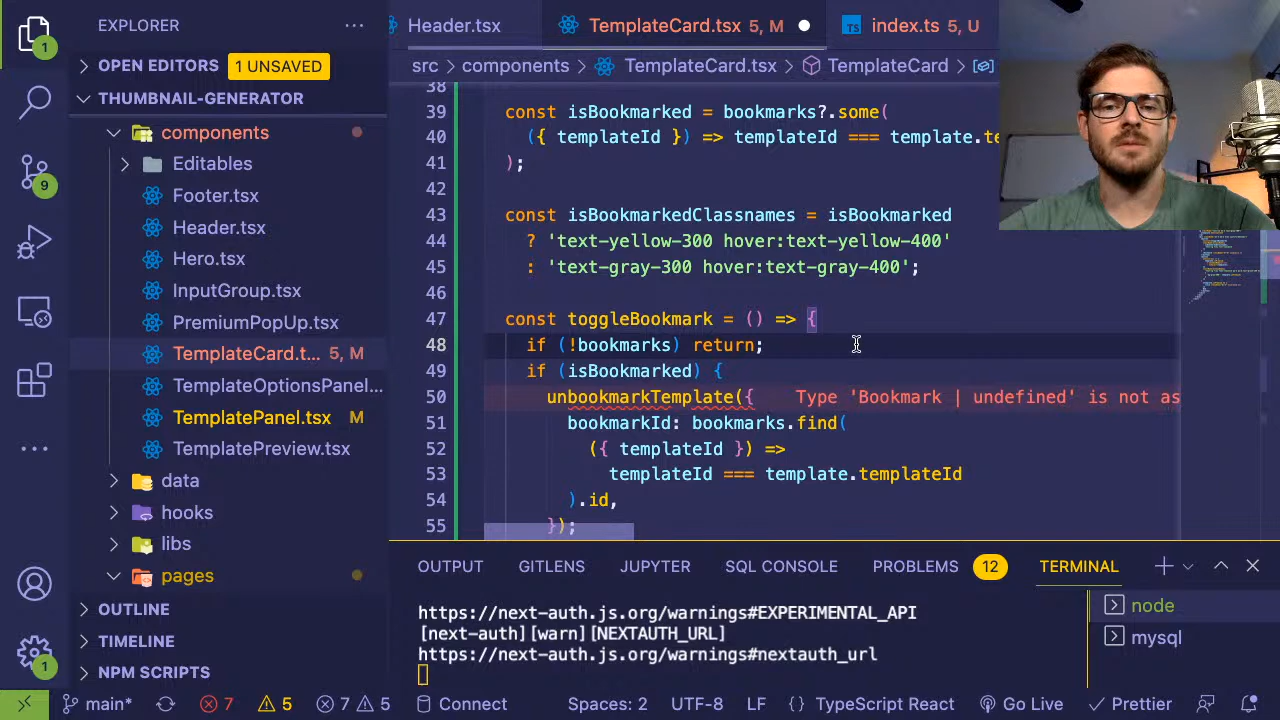 EXPLORER
OPEN EDITORS
1 UNSAVED
THUMBNAIL-GENERATOR
components
Editables
Footer.tsx
Header.tsx
Hero.tsx
InputGroup.tsx
PremiumPopUp.tsx
TemplateCard.t... 5, M
TemplateOptionsPanel...
TemplatePanel.tsx M
TemplatePreview.tsx
data
hooks
libs
pages
OUTLINE
TIMELINE
NPM SCRIPTS
1
9
1
Header.tsx
TemplateCard.tsx 5, M
index.ts 5, U
src > components > TemplateCard.tsx > TemplateCard >
38
39 const isBookmarked = bookmarks?.some(
40 ({ templateId }) => templateId === template.te
41 );
42
43 const isBookmarkedClassnames = isBookmarked
44 ? 'text-yellow-300 hover:text-yellow-400'
45 : 'text-gray-300 hover:text-gray-400';
46
47 const toggleBookmark = () => {
48 if (!bookmarks) return;
49 if (isBookmarked) {
50 unbookmarkTemplate({ Type 'Bookmark | undefined' is not as
51 bookmarkId: bookmarks.find(
52 ({ templateId }) =>
53 templateId === template.templateId
54 ).id,
55 });
OUTPUT GITLENS JUPYTER SQL CONSOLE PROBLEMS 12 TERMINAL
https://next-auth.js.org/warnings#EXPERIMENTAL_API
[next-auth][warn][NEXTAUTH_URL]
https://next-auth.js.org/warnings#nextauth_url
node
mysql
main* 7 5 7 5 Connect Spaces: 2 UTF-8 LF {} TypeScript React Go Live Prettier